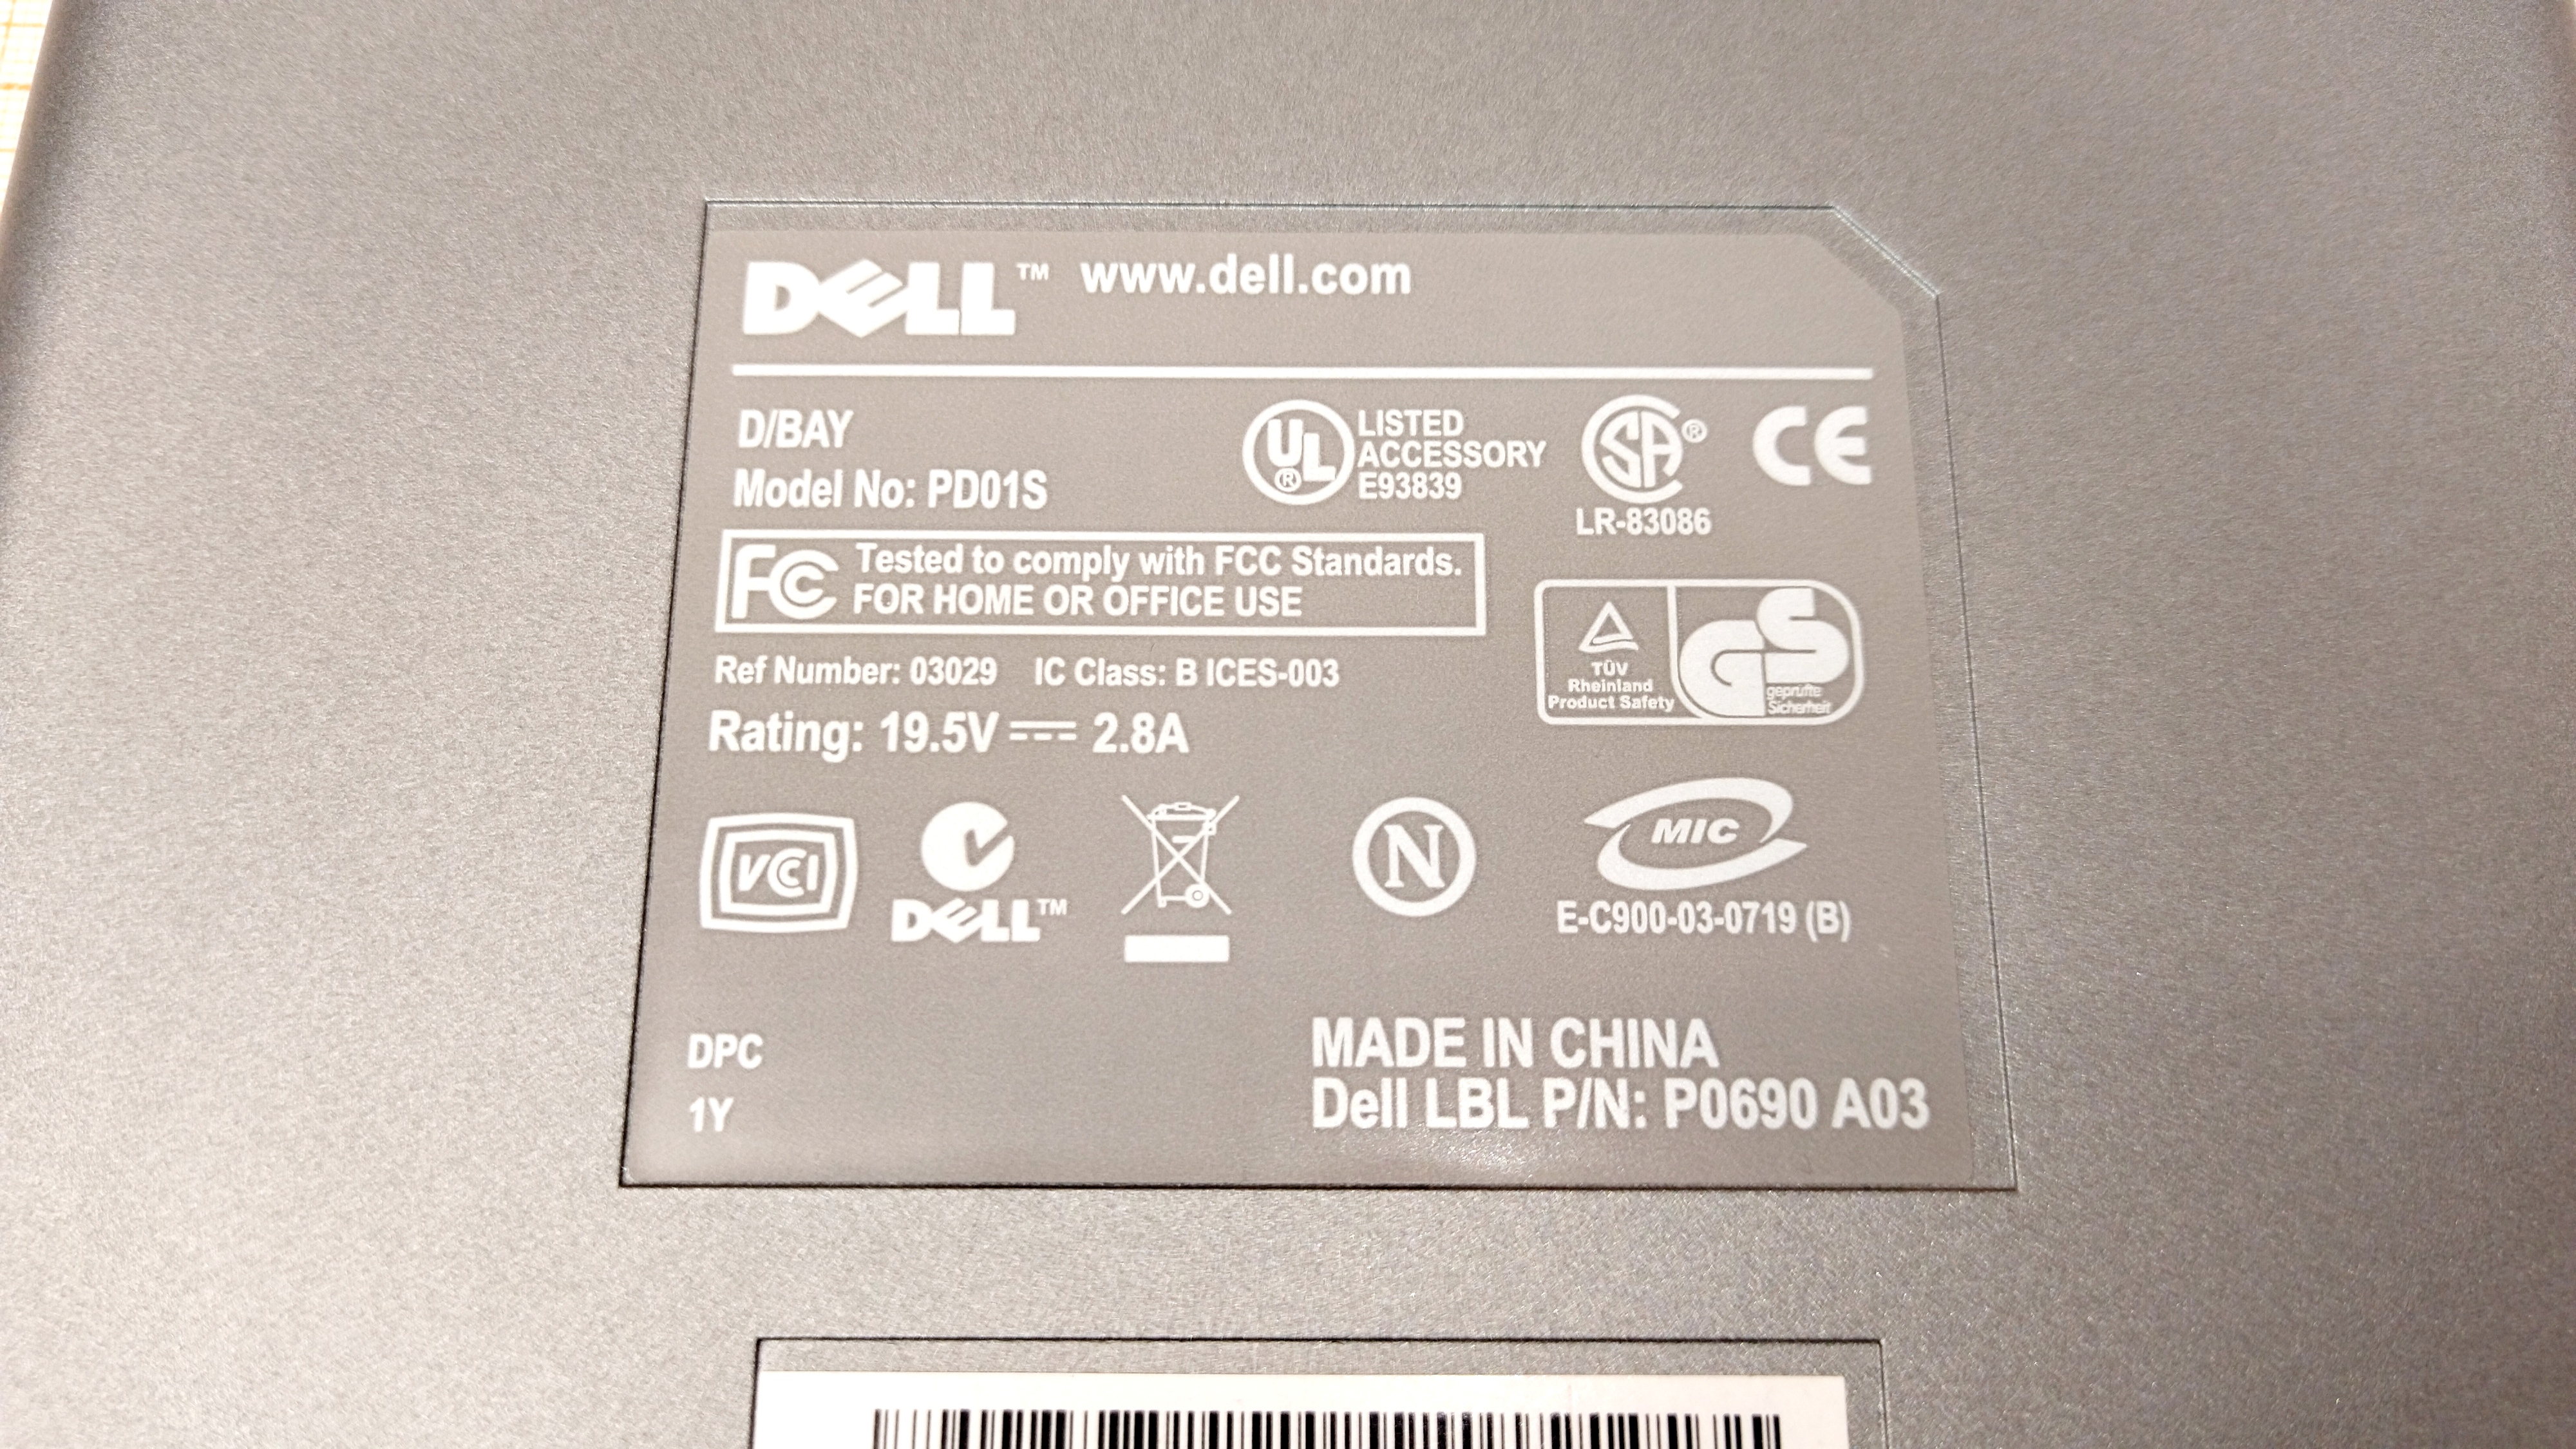 DELL™ www.dell.com
D/BAY
Model No: PD01S
UL® LISTED
ACCESSORY
E93839
SA®
LR-83086
CE
FC Tested to comply with FCC Standards.
FOR HOME OR OFFICE USE
TÜV
Rheinland
Product Safety
GS
geprüfte
Sicherheit
Ref Number: 03029 IC Class: B ICES-003
Rating: 19.5V 2.8A
VCCI
DELL™
N
MIC
E-C900-03-0719 (B)
DPC
1Y
MADE IN CHINA
Dell LBL P/N: P0690 A03